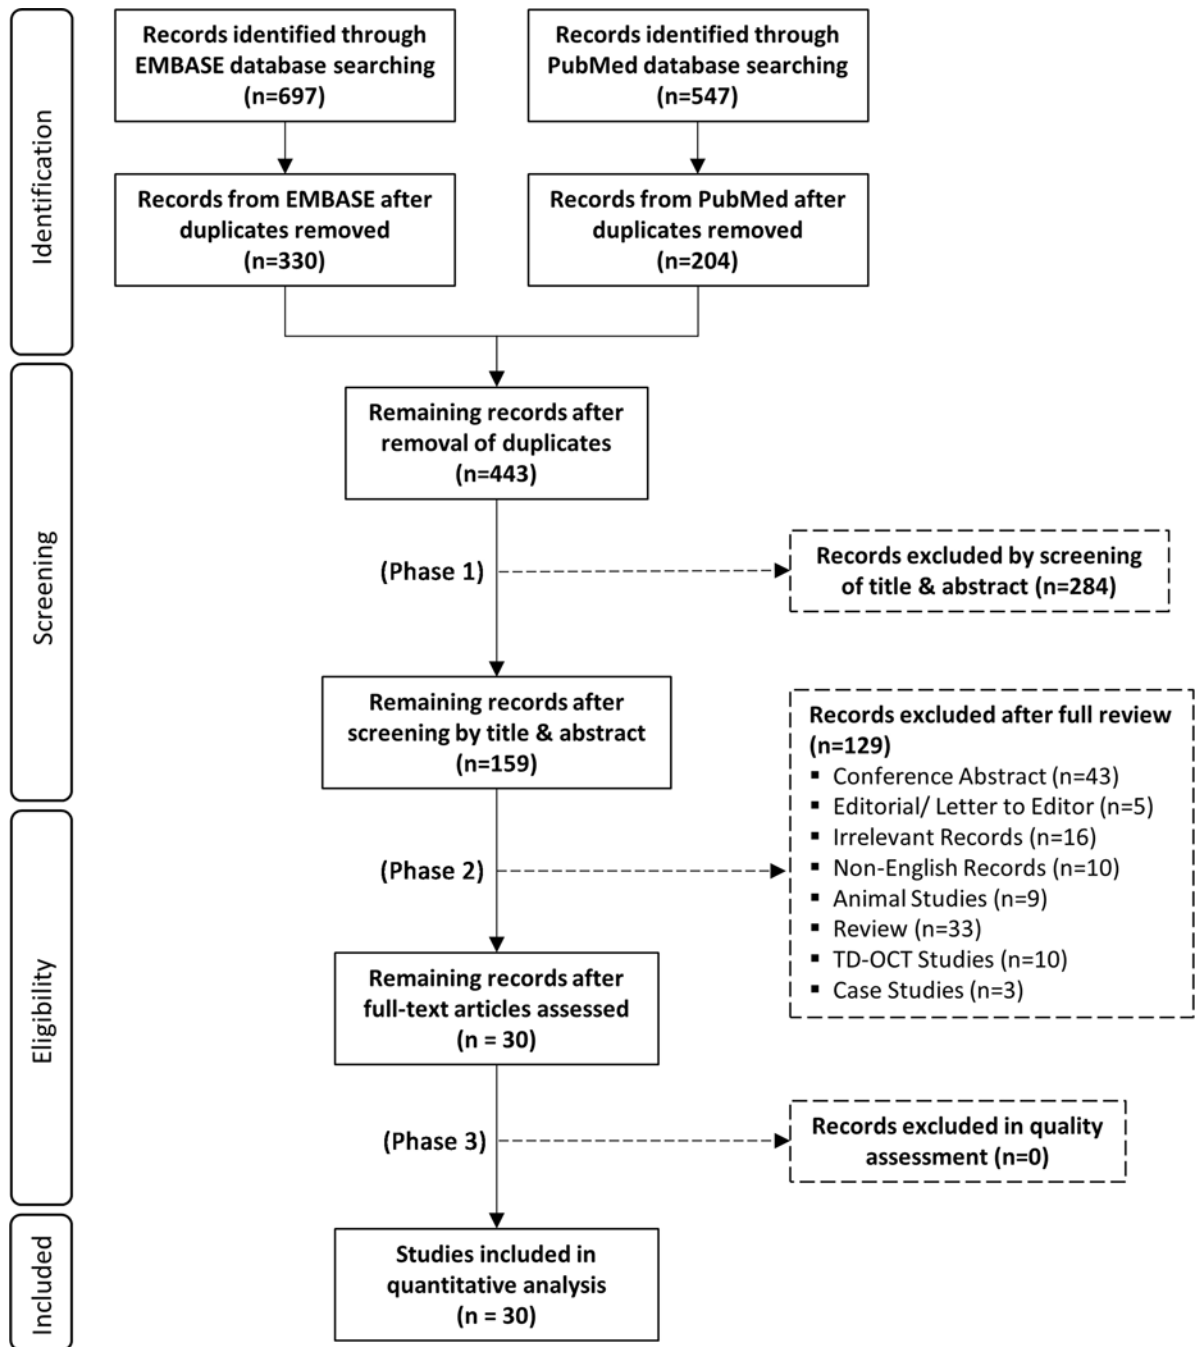 Identification
Records identified through
EMBASE database searching
(n=697)
Records identified through
PubMed database searching
(n=547)
Records from EMBASE after
duplicates removed
(n=330)
Records from PubMed after
duplicates removed
(n=204)
Screening
Remaining records after
removal of duplicates
(n=443)
(Phase 1)
Records excluded by screening
of title & abstract (n=284)
Remaining records after
screening by title & abstract
(n=159)
Eligibility
(Phase 2)
Records excluded after full review
(n=129)
▪ Conference Abstract (n=43)
▪ Editorial/ Letter to Editor (n=5)
▪ Irrelevant Records (n=16)
▪ Non-English Records (n=10)
▪ Animal Studies (n=9)
▪ Review (n=33)
▪ TD-OCT Studies (n=10)
▪ Case Studies (n=3)
Remaining records after
full-text articles assessed
(n = 30)
(Phase 3)
Records excluded in quality
assessment (n=0)
Included
Studies included in
quantitative analysis
(n = 30)